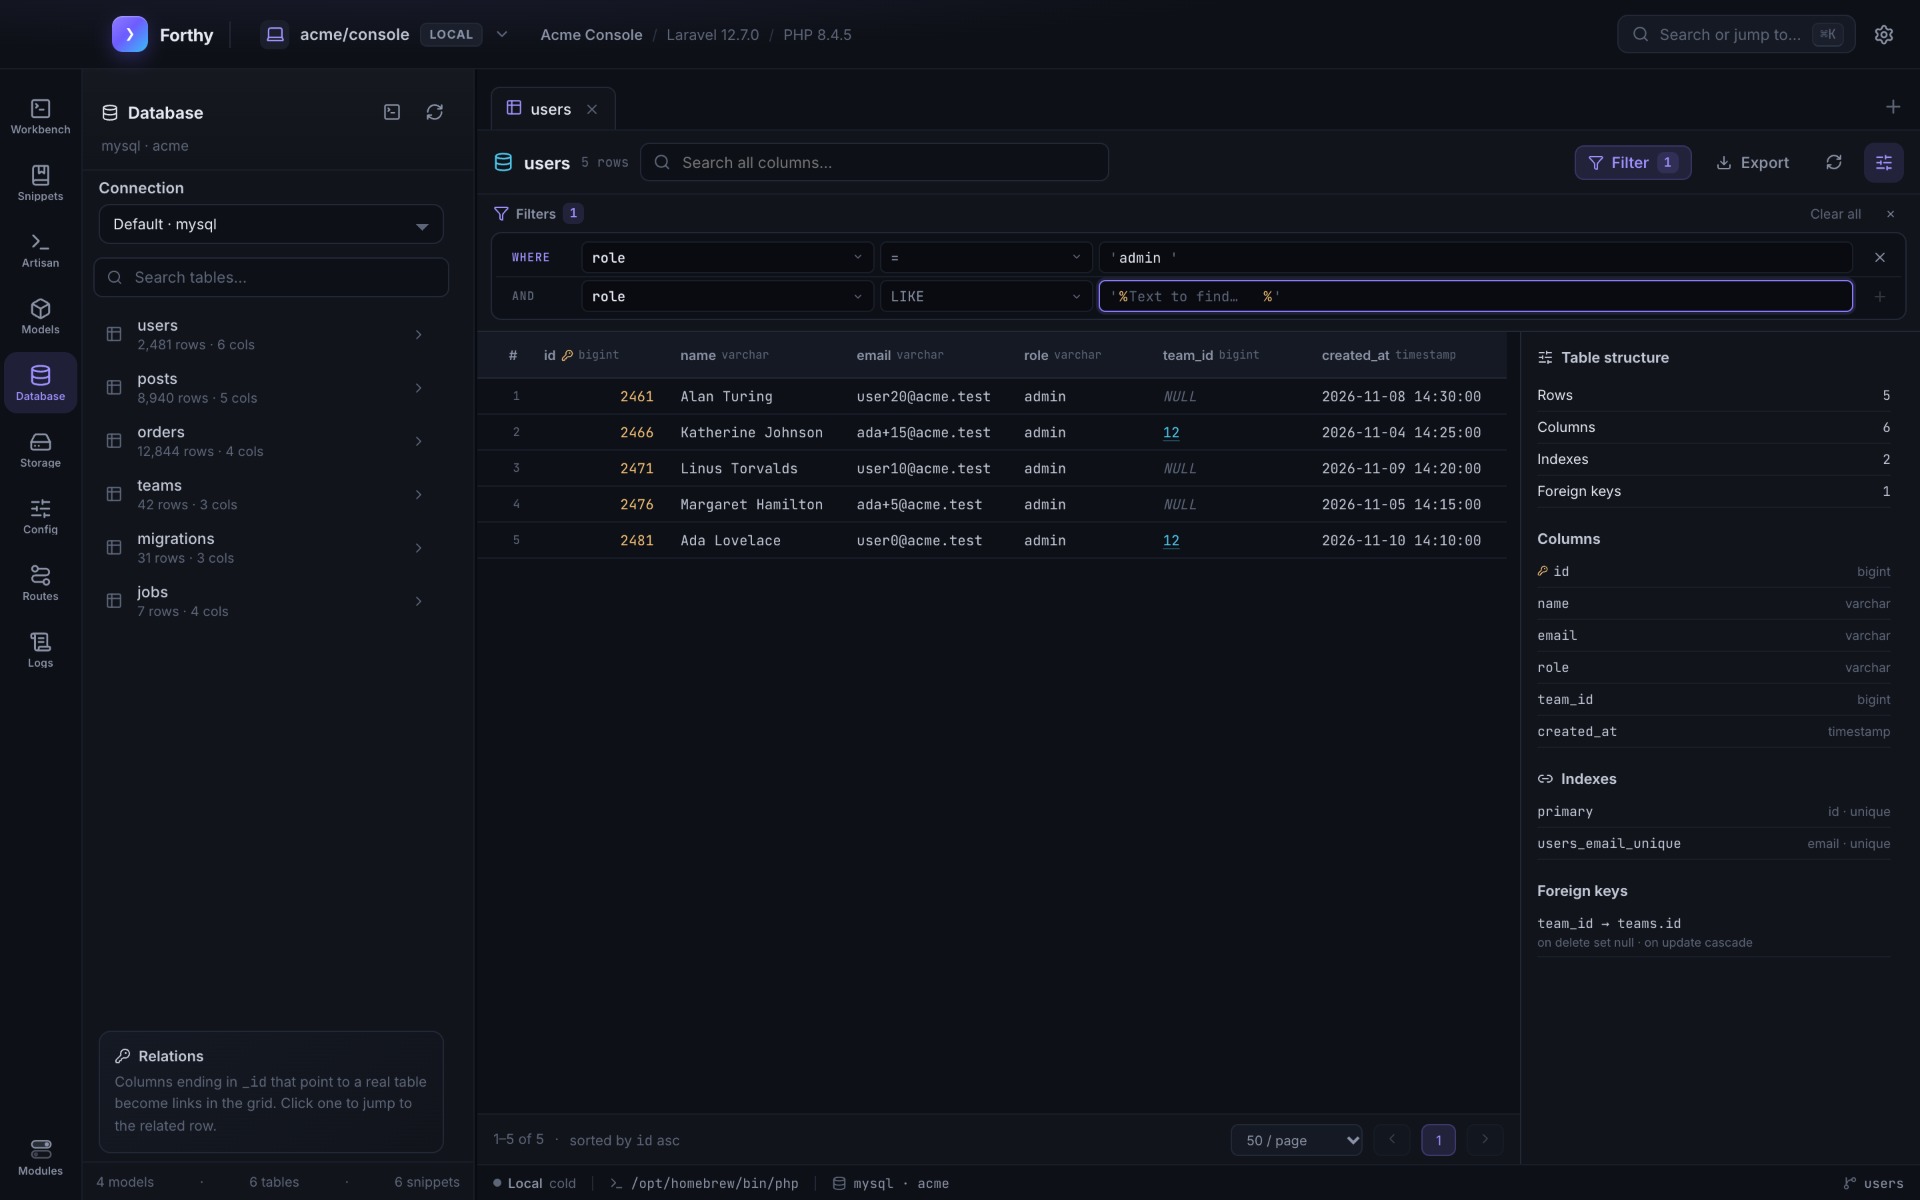 Forthy
acme/console LOCAL
Acme Console / Laravel 12.7.0 / PHP 8.4.5
Search or jump to... ⌘K
Workbench
Snippets
Artisan
Models
Database
Storage
Config
Routes
Logs
Modules
Database
mysql · acme
Connection
Default · mysql
Search tables...
users
2,481 rows · 6 cols
posts
8,940 rows · 5 cols
orders
12,844 rows · 4 cols
teams
42 rows · 3 cols
migrations
31 rows · 3 cols
jobs
7 rows · 4 cols
Relations
Columns ending in _id that point to a real table
become links in the grid. Click one to jump to
the related row.
4 models · 6 tables · 6 snippets
users
users 5 rows
Search all columns...
Filter 1
Export
Filters 1
Clear all
WHERE role = 'admin '
AND role LIKE '%Text to find… %'
# id bigint name varchar email varchar role varchar team_id bigint created_at timestamp
1 2461 Alan Turing user20@acme.test admin NULL 2026-11-08 14:30:00
2 2466 Katherine Johnson ada+15@acme.test admin 12 2026-11-04 14:25:00
3 2471 Linus Torvalds user10@acme.test admin NULL 2026-11-09 14:20:00
4 2476 Margaret Hamilton ada+5@acme.test admin NULL 2026-11-05 14:15:00
5 2481 Ada Lovelace user0@acme.test admin 12 2026-11-10 14:10:00
1–5 of 5 · sorted by id asc
50 / page
1
Table structure
Rows 5
Columns 6
Indexes 2
Foreign keys 1
Columns
id bigint
name varchar
email varchar
role varchar
team_id bigint
created_at timestamp
Indexes
primary id · unique
users_email_unique email · unique
Foreign keys
team_id → teams.id
on delete set null · on update cascade
Local cold
/opt/homebrew/bin/php
mysql · acme
users